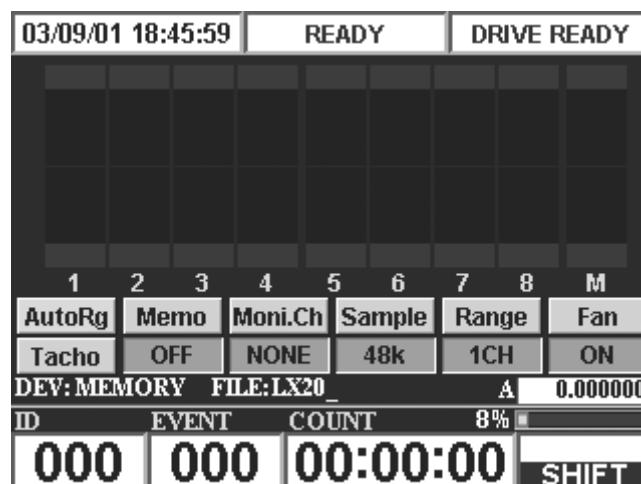 03/09/01 18:45:59 READY DRIVE READY
1 2 3 4 5 6 7 8 M
AutoRg Memo Moni.Ch Sample Range Fan
Tacho OFF NONE 48k 1CH ON
DEV:MEMORY FILE:LX20_ A 0.000000
ID EVENT COUNT 8%
000 000 00:00:00 SHIFT